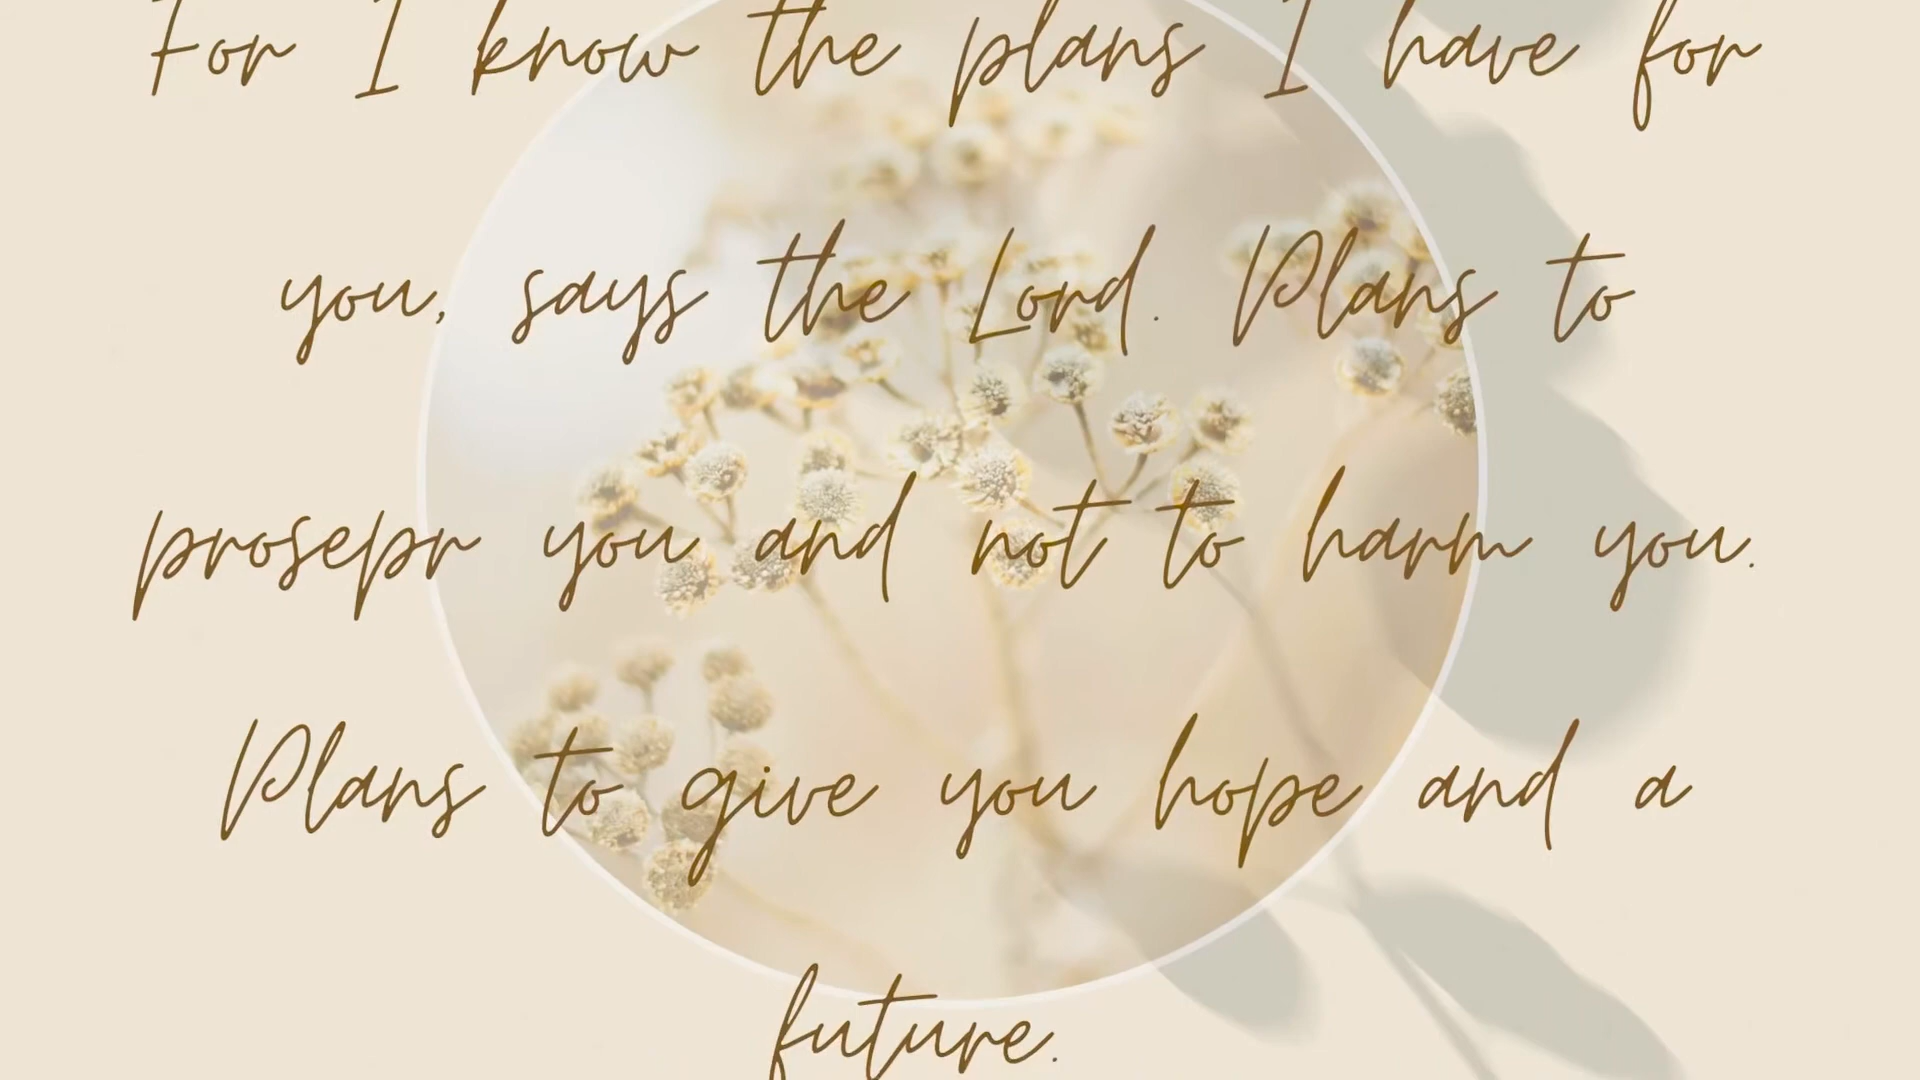 For I know the plans I have for
you, says the Lord. Plans to
prosepr you and not to harm you.
Plans to give you hope and a
future.